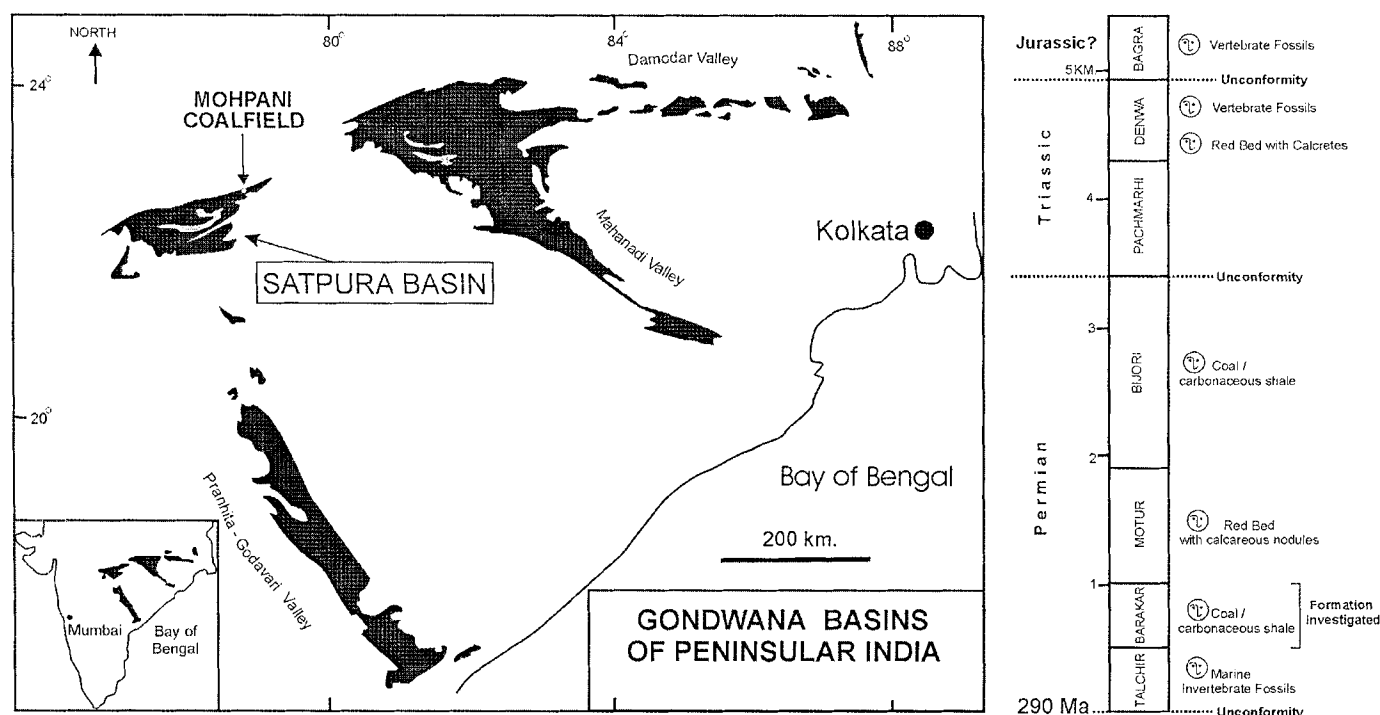 NORTH
80°
84°
88°
24°
20°
Damodar Valley
MOHPANI
COALFIELD
Mahanadi Valley
Kolkata
SATPURA BASIN
Bay of Bengal
200 km.
Pranhita - Godavari Valley
GONDWANA BASINS
OF PENINSULAR INDIA
Mumbai
Bay of
Bengal
Jurassic?
5KM
BAGRA
Vertebrate Fossils
Unconformity
Triassic
DENWA
Vertebrate Fossils
Red Bed with Calcretes
4
PACHMARHI
Unconformity
Permian
3
BIJORI
Coal /
carbonaceous shale
2
MOTUR
Red Bed
with calcareous nodules
1
BARAKAR
Coal /
carbonaceous shale
Formation
Investigated
TALCHIR
Marine
Invertebrate Fossils
290 Ma
Unconformity